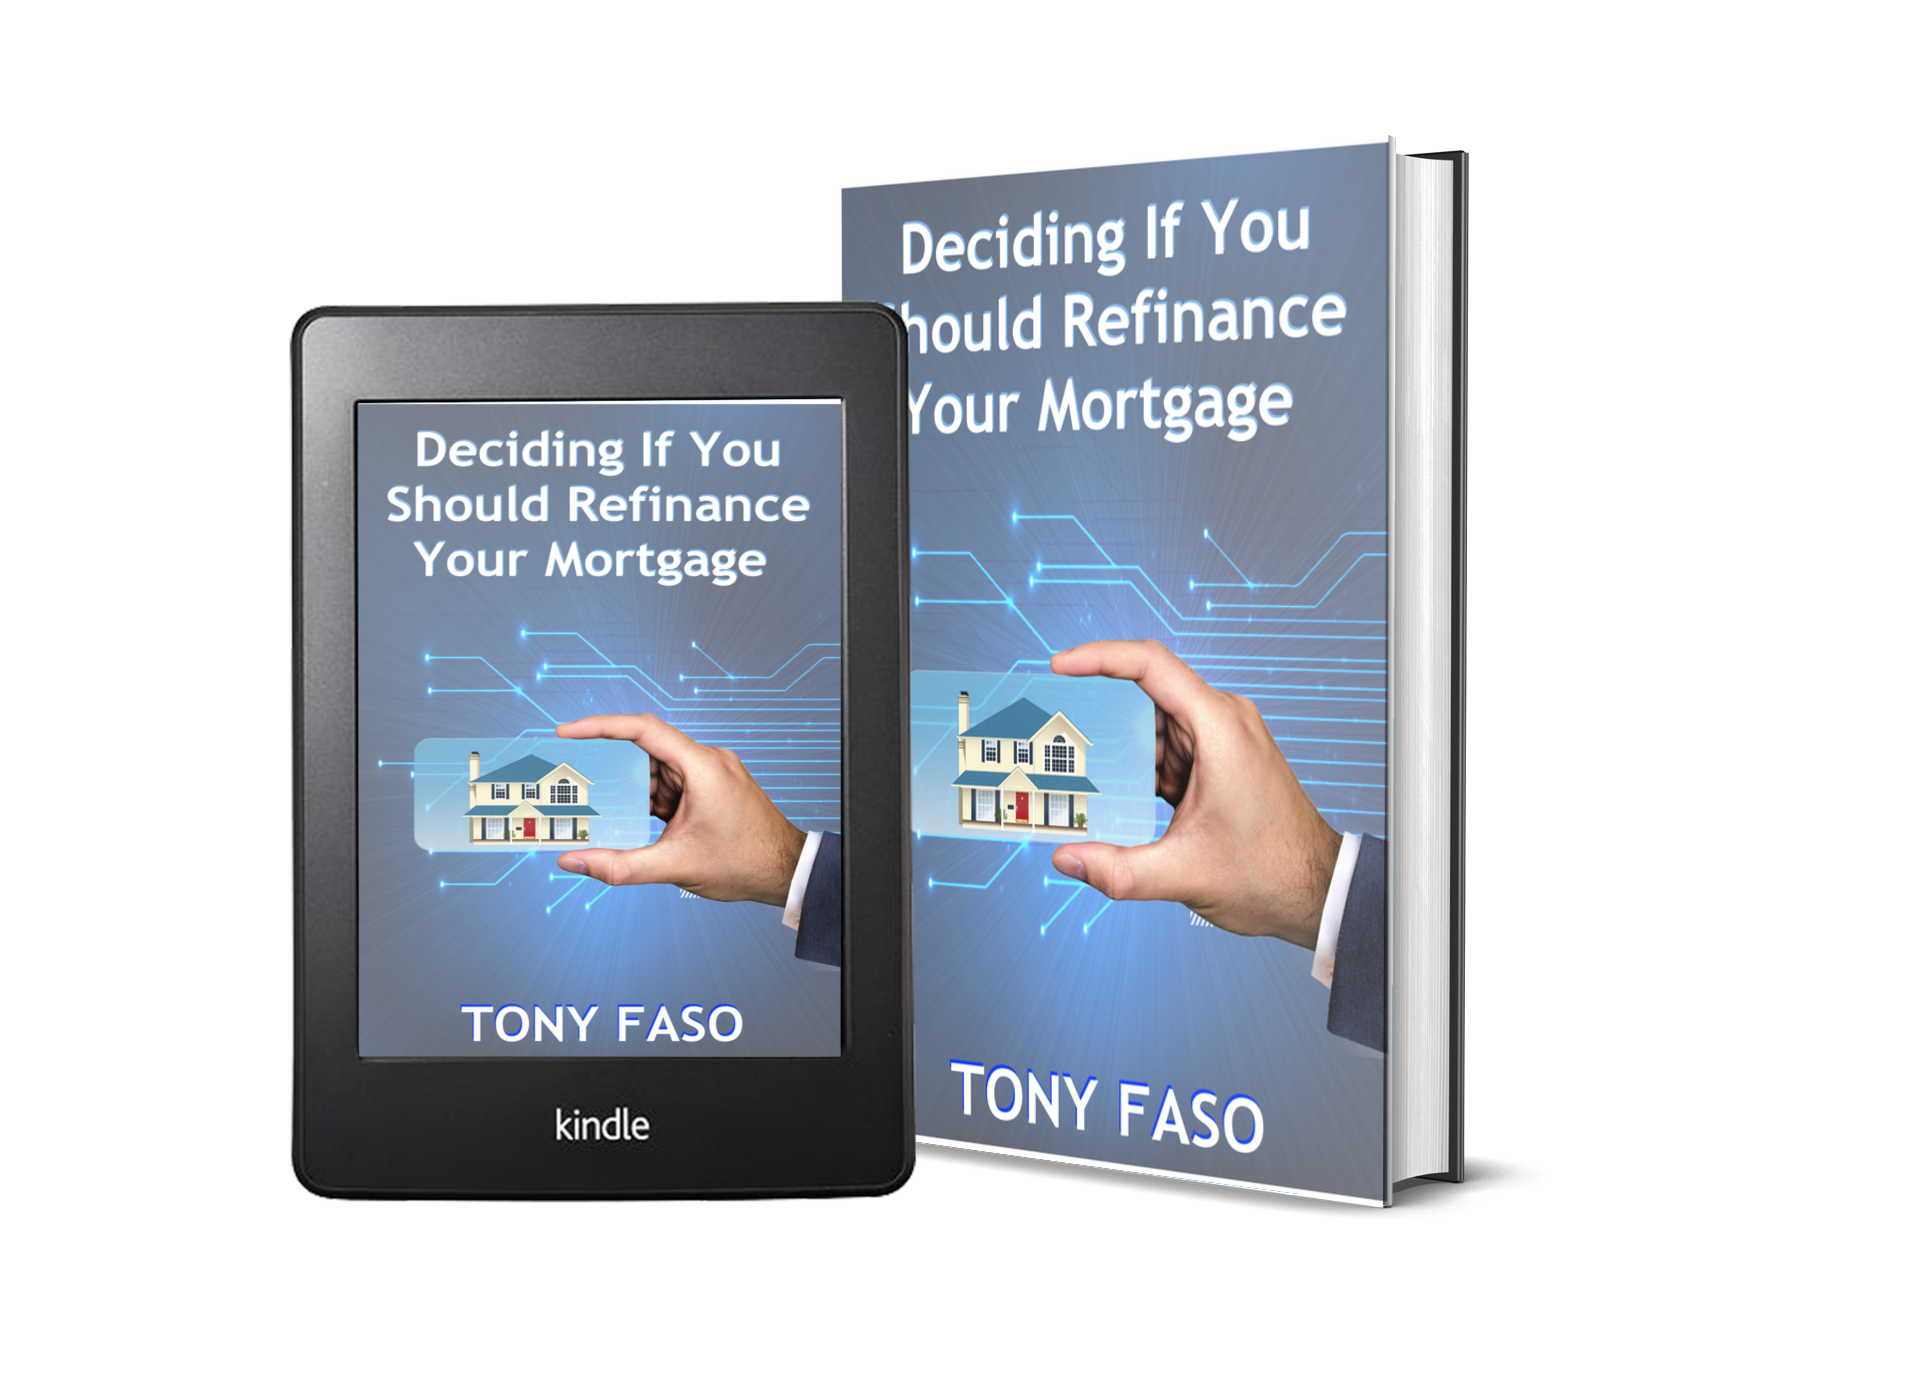 Deciding If You
Should Refinance
Your Mortgage
TONY FASO
kindle
Deciding If You
hould Refinance
Your Mortgage
TONY FASO